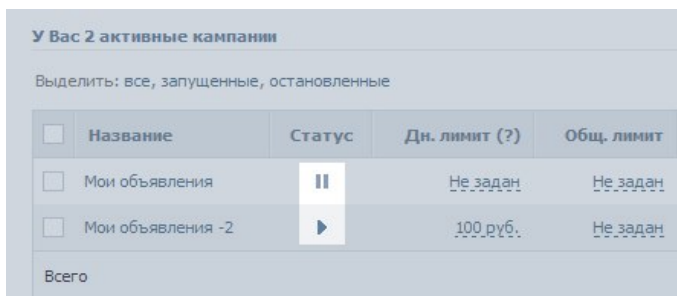 У Вас 2 активные кампании
Выделить: все, запущенные, остановленные
Название Статус Дн. лимит (?) Общ. лимит
Мои объявления Не задан Не задан
Мои объявления -2 100 руб. Не задан
Всего